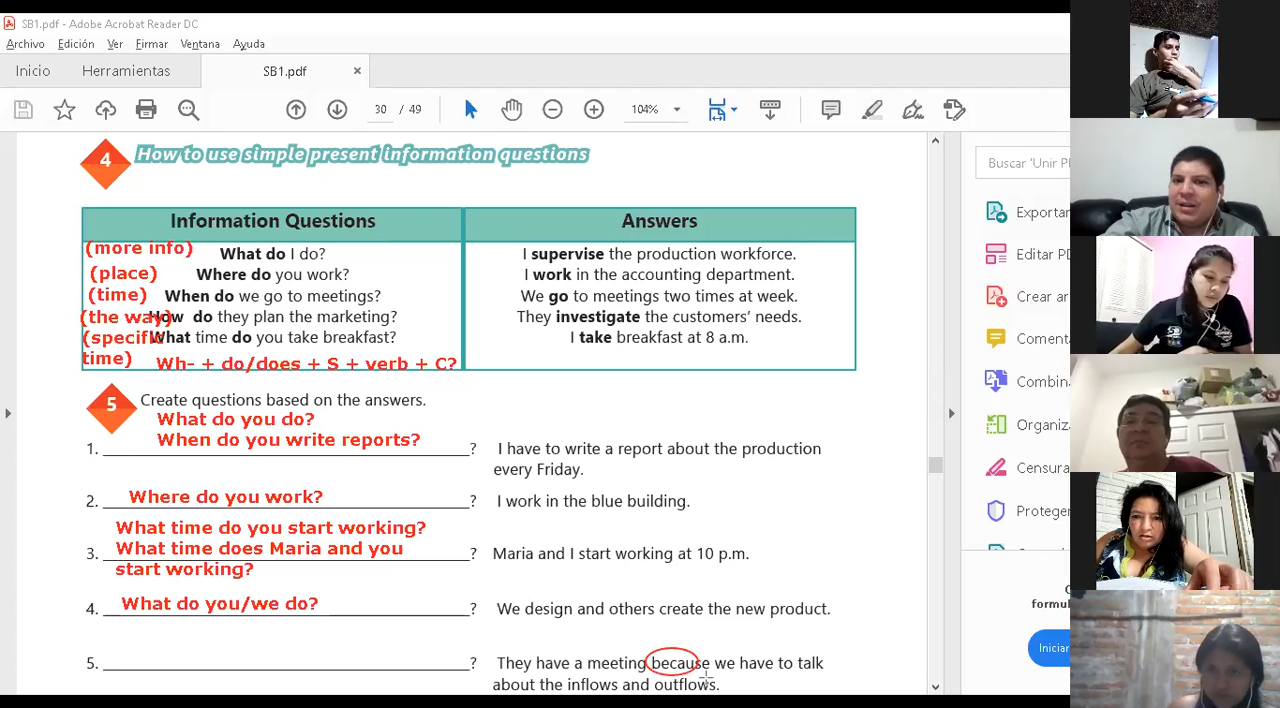 SB1.pdf - Adobe Acrobat Reader DC
Archivo Edición Ver Firmar Ventana Ayuda
Inicio Herramientas SB1.pdf ×
30 / 49 104%
4 How to use simple present information questions
Buscar 'Unir P
Information Questions Answers
(more info) What do I do? I supervise the production workforce.
(place) Where do you work? I work in the accounting department.
(time) When do we go to meetings? We go to meetings two times at week.
(the way) How do they plan the marketing? They investigate the customers' needs.
(specific What time do you take breakfast? I take breakfast at 8 a.m.
time) Wh- + do/does + S + verb + C?
5 Create questions based on the answers.
What do you do?
When do you write reports?
1. ? I have to write a report about the production
every Friday.
2. Where do you work? ? I work in the blue building.
What time do you start working?
What time does Maria and you
3. ? Maria and I start working at 10 p.m.
start working?
4. What do you/we do? ? We design and others create the new product.
5. ? They have a meeting because we have to talk
about the inflows and outflows.
Exportar
Editar PD
Crear ar
Comenta
Combin
Organiz
Censura
Proteger
formul
Iniciar